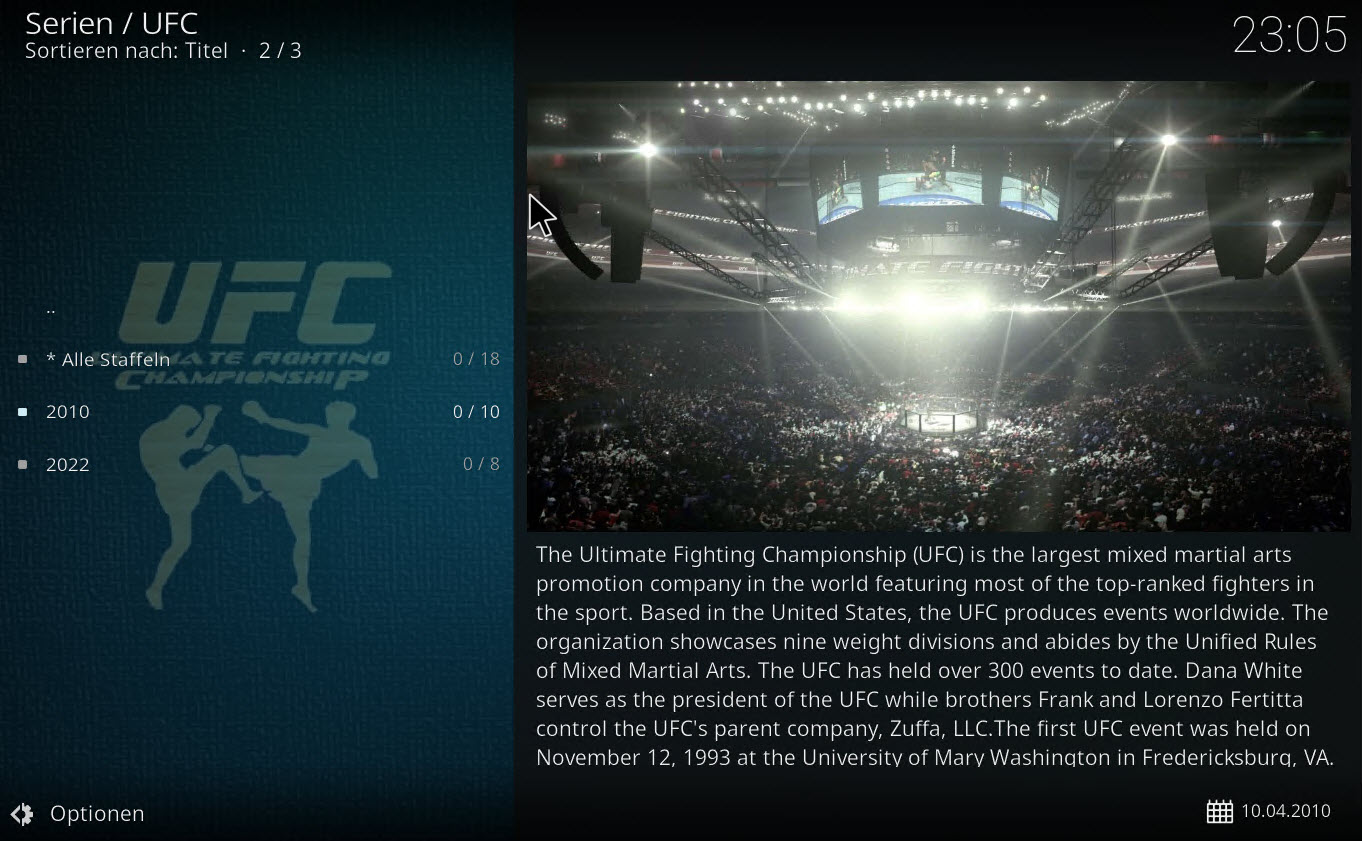 Serien / UFC
Sortieren nach: Titel · 2 / 3
23:05
UFC
ATE FIGHTING
CHAMPIONSHIP
..
* Alle Staffeln 0 / 18
2010 0 / 10
2022 0 / 8
The Ultimate Fighting Championship (UFC) is the largest mixed martial arts
promotion company in the world featuring most of the top-ranked fighters in
the sport. Based in the United States, the UFC produces events worldwide. The
organization showcases nine weight divisions and abides by the Unified Rules
of Mixed Martial Arts. The UFC has held over 300 events to date. Dana White
serves as the president of the UFC while brothers Frank and Lorenzo Fertitta
control the UFC's parent company, Zuffa, LLC.The first UFC event was held on
November 12, 1993 at the University of Mary Washington in Fredericksburg, VA.
Optionen
10.04.2010